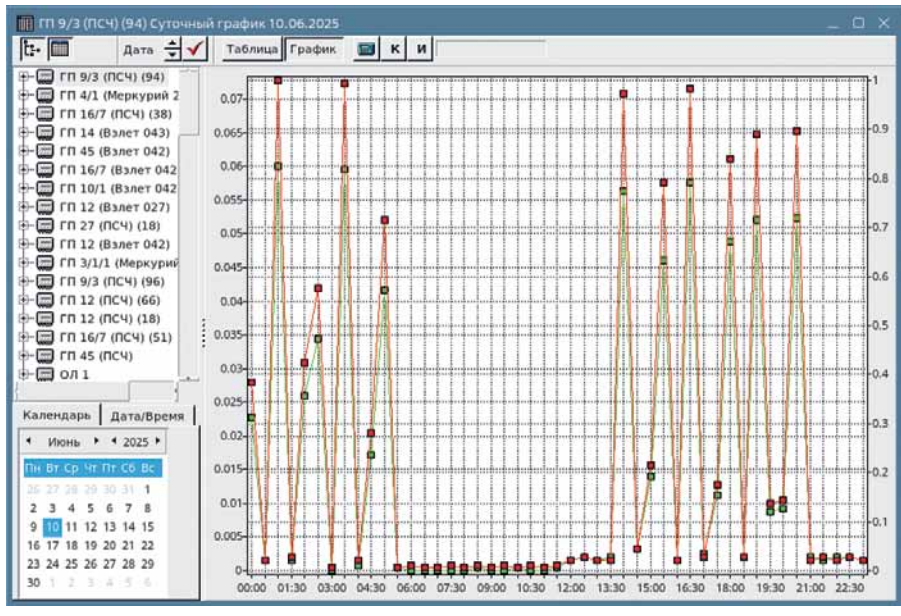 ГП 9/3 (ПСЧ) (94) Суточный график 10.06.2025
Дата
Таблица График К И
ГП 9/3 (ПСЧ) (94)
ГП 4/1 (Меркурий 2
ГП 16/7 (ПСЧ) (38)
ГП 14 (Взлет 043)
ГП 45 (Взлет 042)
ГП 16/7 (Взлет 042
ГП 10/1 (Взлет 042
ГП 12 (Взлет 027)
ГП 27 (ПСЧ) (18)
ГП 12 (Взлет 042)
ГП 3/1/1 (Меркурий
ГП 9/3 (ПСЧ) (96)
ГП 12 (ПСЧ) (66)
ГП 12 (ПСЧ) (18)
ГП 16/7 (ПСЧ) (51)
ГП 45 (ПСЧ)
ОЛ 1
Календарь Дата/Время
Июнь 2025
Пн Вт Ср Чт Пт Сб Вс
26 27 28 29 30 31 1
2 3 4 5 6 7 8
9 10 11 12 13 14 15
16 17 18 19 20 21 22
23 24 25 26 27 28 29
30 1 2 3 4 5 6
0.07
0.065
0.06
0.055
0.05
0.045
0.04
0.035
0.03
0.025
0.02
0.015
0.01
0.005
0
1
0.9
0.8
0.7
0.6
0.5
0.4
0.3
0.2
0.1
0
00:00 01:30 03:00 04:30 06:00 07:30 09:00 10:30 12:00 13:30 15:00 16:30 18:00 19:30 21:00 22:30